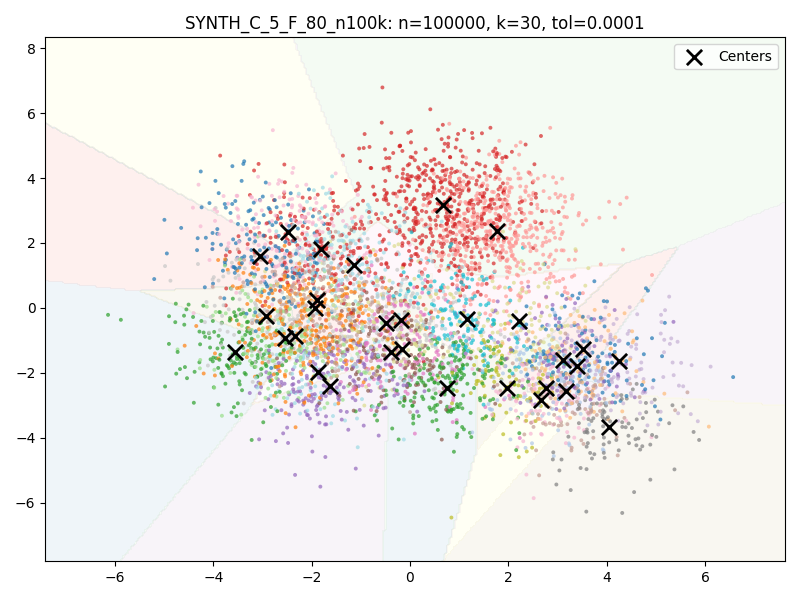 SYNTH_C_5_F_80_n100k: n=100000, k=30, tol=0.0001
Centers
8
6
4
2
0
−2
−4
−6
−6 −4 −2 0 2 4 6